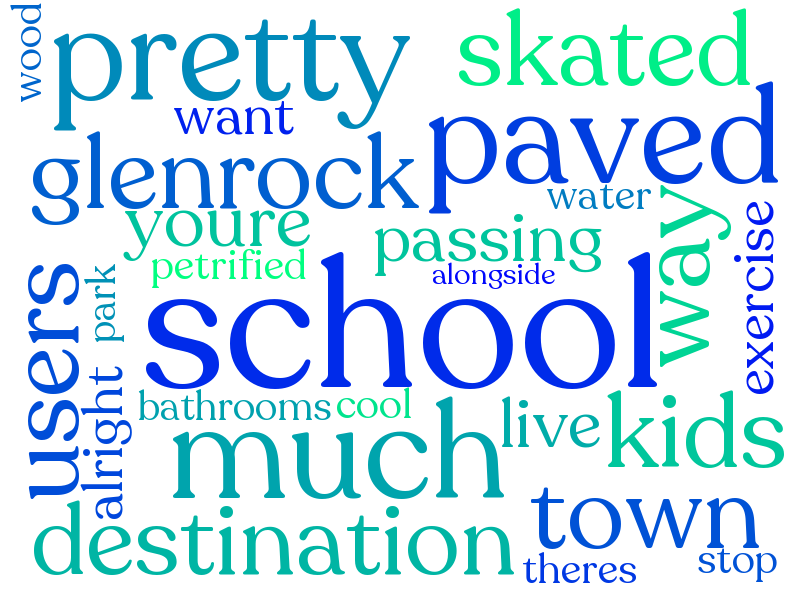 wood
pretty
skated
want
paved
glenrock
water
youre
passing
way
exercise
petrified
alongside
users
park
school
alright
bathrooms
cool
live
kids
much
destination
town
theres
stop